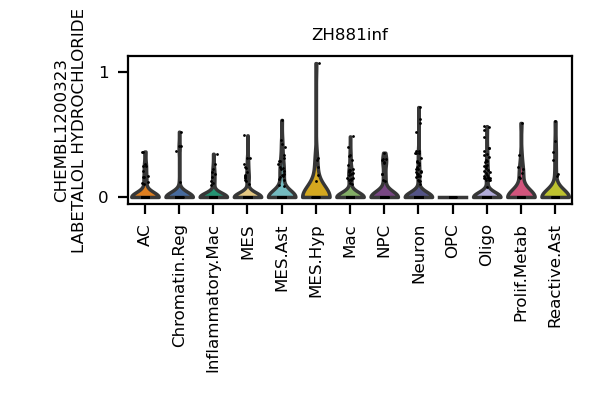 ZH881inf
CHEMBL1200323
LABETALOL HYDROCHLORIDE
1
0
AC
Chromatin.Reg
Inflammatory.Mac
MES
MES.Ast
MES.Hyp
Mac
NPC
Neuron
OPC
Oligo
Prolif.Metab
Reactive.Ast